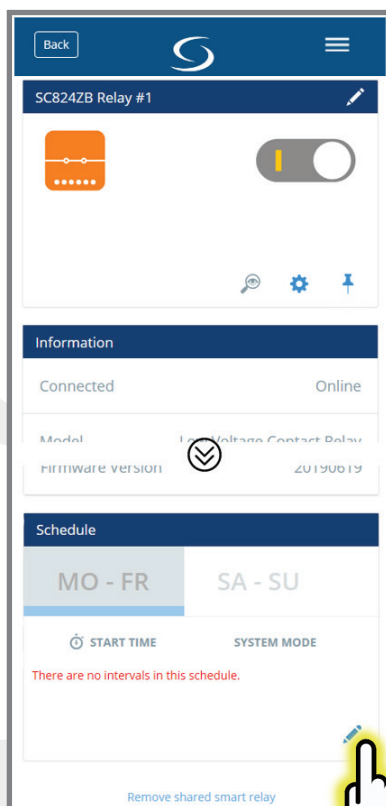 Back
SC824ZB Relay #1
Information
Connected Online
Model Low Voltage Contact Relay
Firmware Version 20190619
Schedule
MO - FR SA - SU
START TIME SYSTEM MODE
There are no intervals in this schedule.
Remove shared smart relay